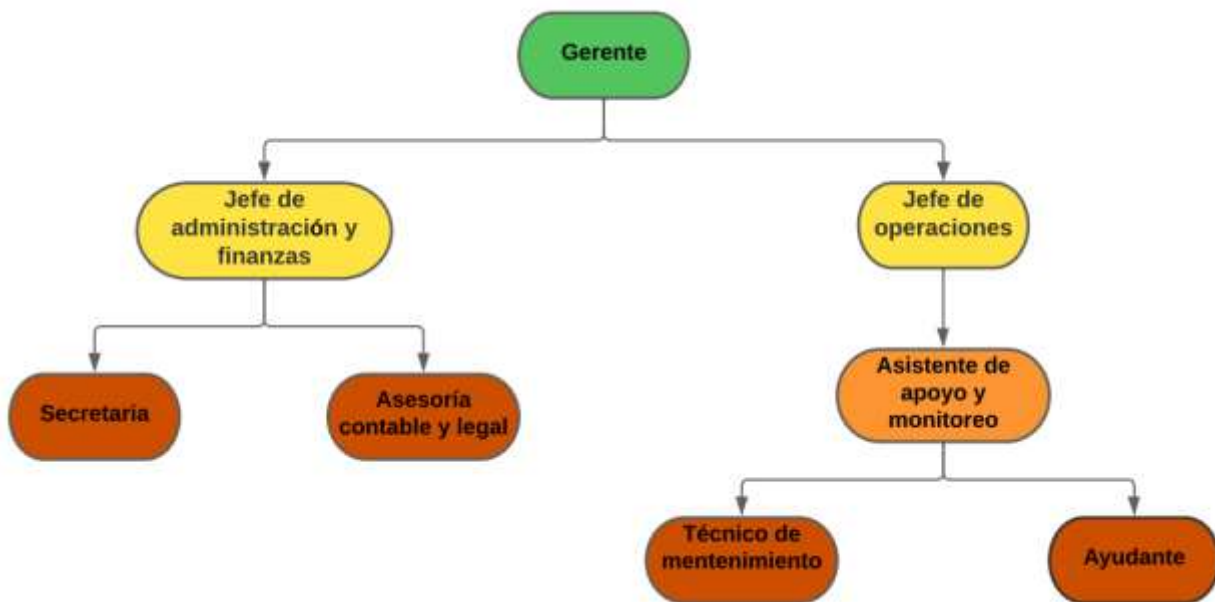 Gerente
Jefe de
administración y
finanzas
Jefe de
operaciones
Secretaria
Asesoría
contable y legal
Asistente de
apoyo y
monitoreo
Técnico de
mentenimiento
Ayudante